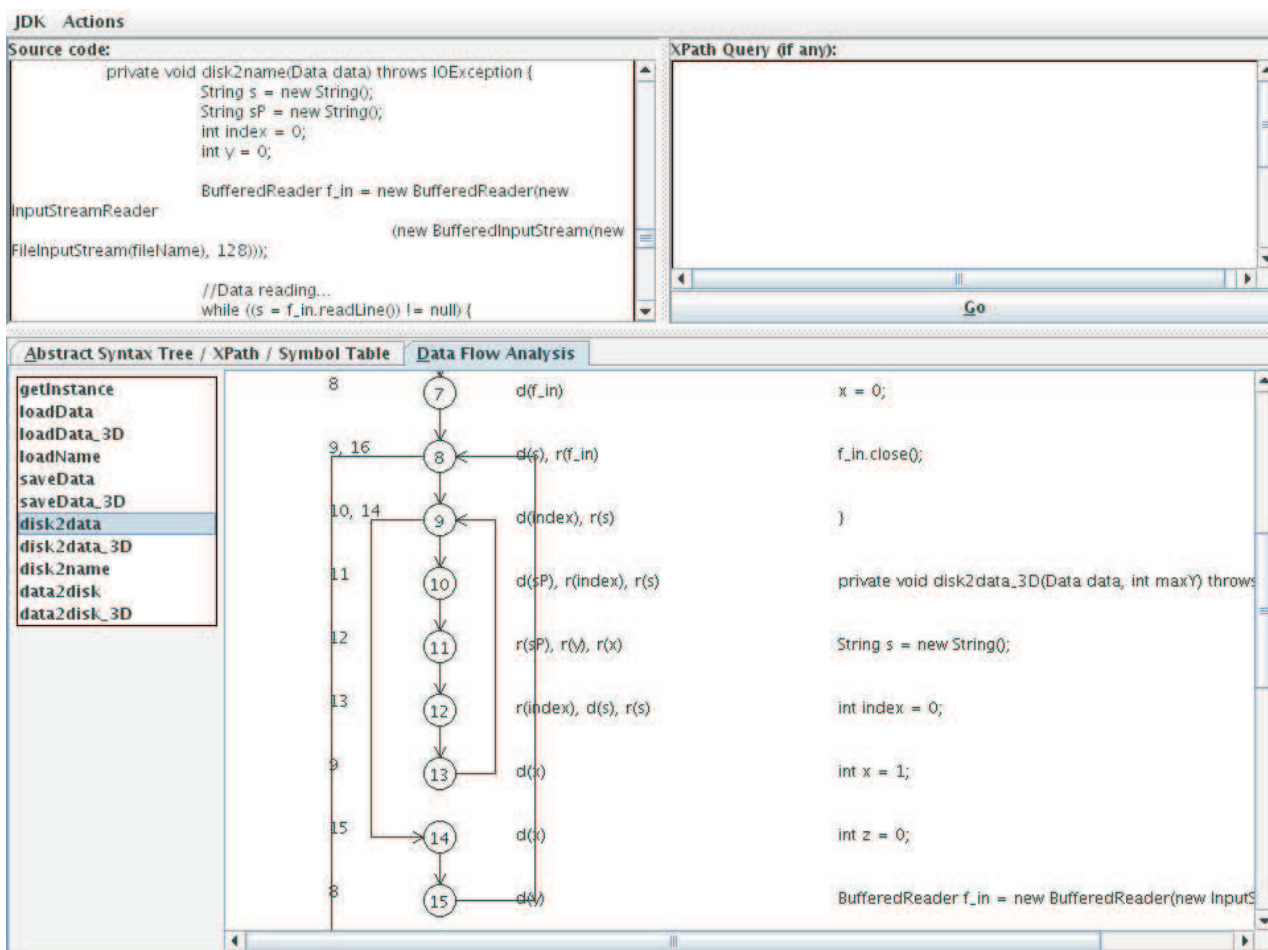 JDK Actions
Source code:
private void disk2name(Data data) throws IOException {
String s = new String();
String sP = new String();
int index = 0;
int y = 0;
BufferedReader f_in = new BufferedReader(new
InputStreamReader
(new BufferedInputStream(new
FileInputStream(fileName), 128)));
//Data reading...
while ((s = f_in.readLine()) != null) {
XPath Query (if any):
Go
Abstract Syntax Tree / XPath / Symbol Table
Data Flow Analysis
getInstance
loadData
loadData_3D
loadName
saveData
saveData_3D
disk2data
disk2data_3D
disk2name
data2disk
data2disk_3D
8 7 d(f_in) x = 0;
9, 16 8 d(s), r(f_in) f_in.close();
10, 14 9 d(index), r(s) }
11 10 d(sP), r(index), r(s) private void disk2data_3D(Data data, int maxY) throws
12 11 r(sP), r(y), r(x) String s = new String();
13 12 r(index), d(s), r(s) int index = 0;
9 13 d(x) int x = 1;
15 14 d(x) int z = 0;
8 15 d(y) BufferedReader f_in = new BufferedReader(new InputS